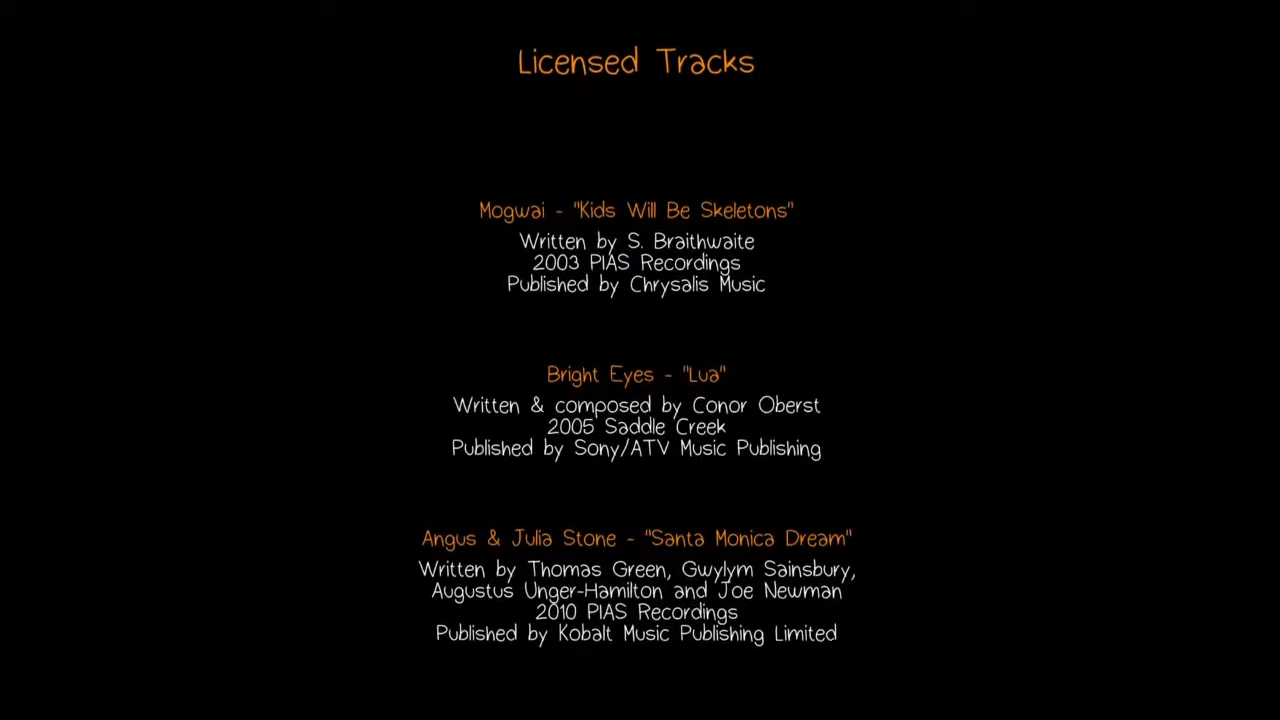 Licensed Tracks
Mogwai - "Kids Will Be Skeletons"
Written by S. Braithwaite
2003 PIAS Recordings
Published by Chrysalis Music
Bright Eyes - "Lua"
Written & composed by Conor Oberst
2005 Saddle Creek
Published by Sony/ATV Music Publishing
Angus & Julia Stone - "Santa Monica Dream"
Written by Thomas Green, Gwylym Sainsbury,
Augustus Unger-Hamilton and Joe Newman
2010 PIAS Recordings
Published by Kobalt Music Publishing Limited